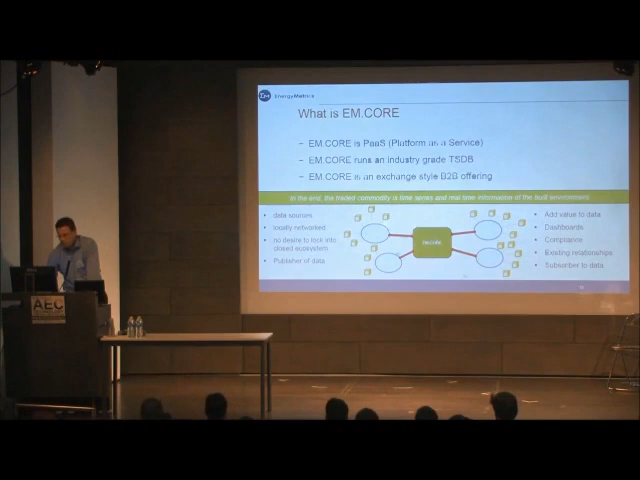 Em EnergyMetrics
What is EM.CORE
– EM.CORE is PaaS (Platform as a Service)
– EM.CORE runs an industry grade TSDB
– EM.CORE is an exchange style B2B offering
In the end, the traded commodity is time series and real time information of the built environment.
• data sources
• locally networked
• no desire to lock into
closed ecosystem
• Publisher of data
Em.CORE
• Add value to data
• Dashboards
• Compliance
• Existing relationships
• Subscriber to data
AEC